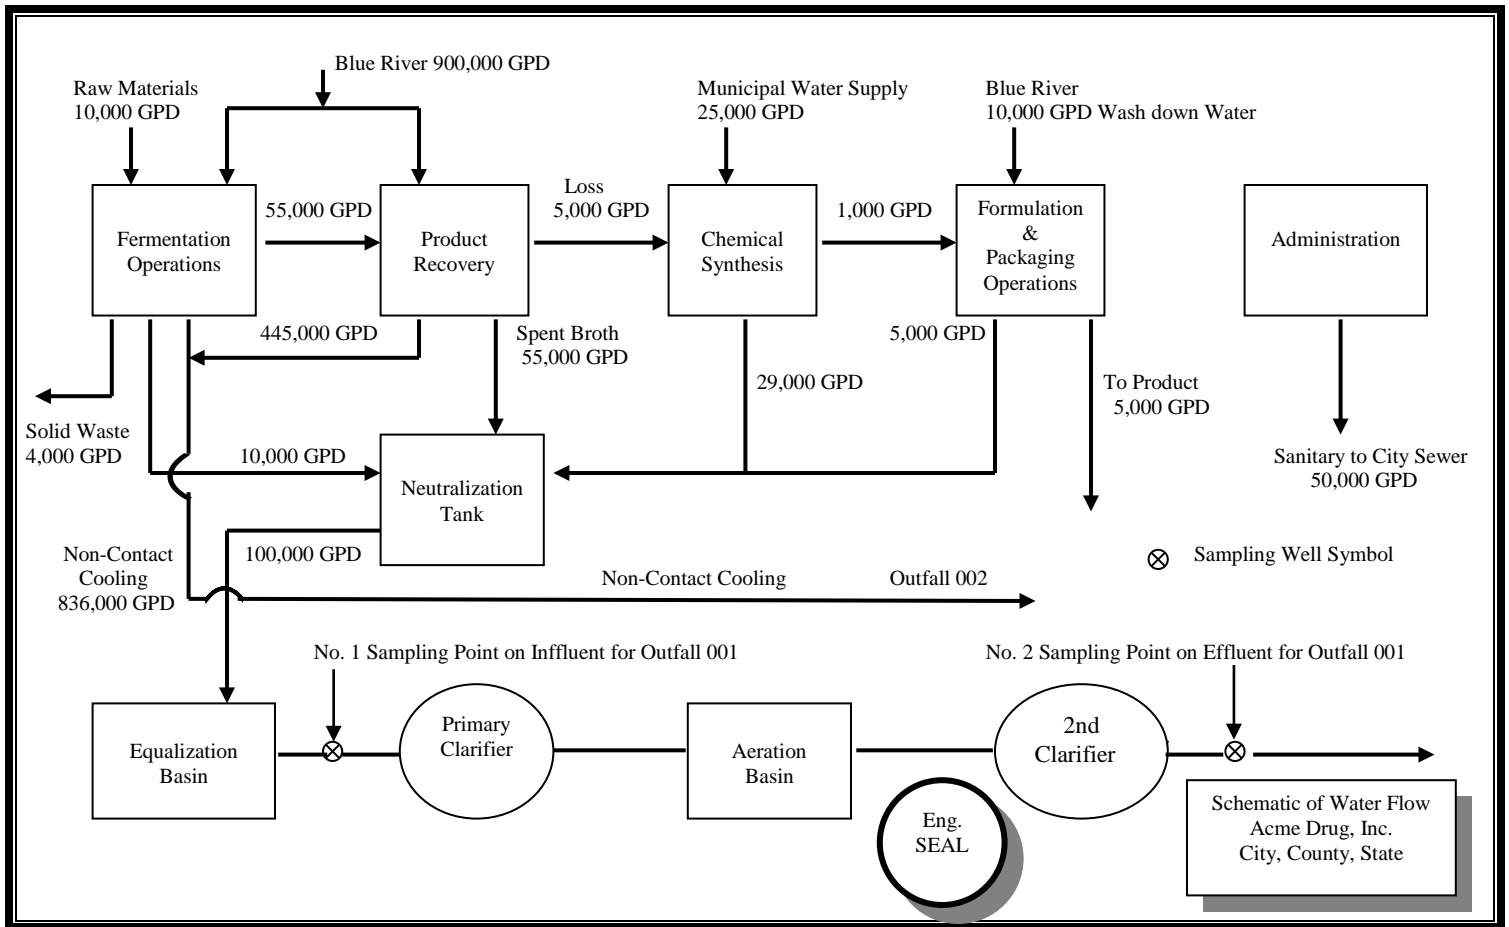 Blue River 900,000 GPD
Raw Materials
10,000 GPD
Municipal Water Supply
25,000 GPD
Blue River
10,000 GPD Wash down Water
Fermentation
Operations
55,000 GPD
Product
Recovery
Loss
5,000 GPD
Chemical
Synthesis
1,000 GPD
Formulation
&
Packaging
Operations
Administration
445,000 GPD
Spent Broth
55,000 GPD
29,000 GPD
5,000 GPD
To Product
5,000 GPD
Solid Waste
4,000 GPD
10,000 GPD
Neutralization
Tank
Sanitary to City Sewer
50,000 GPD
100,000 GPD
Non-Contact
Cooling
836,000 GPD
Non-Contact Cooling
Outfall 002
Sampling Well Symbol
No. 1 Sampling Point on Inffluent for Outfall 001
No. 2 Sampling Point on Effluent for Outfall 001
Equalization
Basin
Primary
Clarifier
Aeration
Basin
2nd
Clarifier
Eng.
SEAL
Schematic of Water Flow
Acme Drug, Inc.
City, County, State